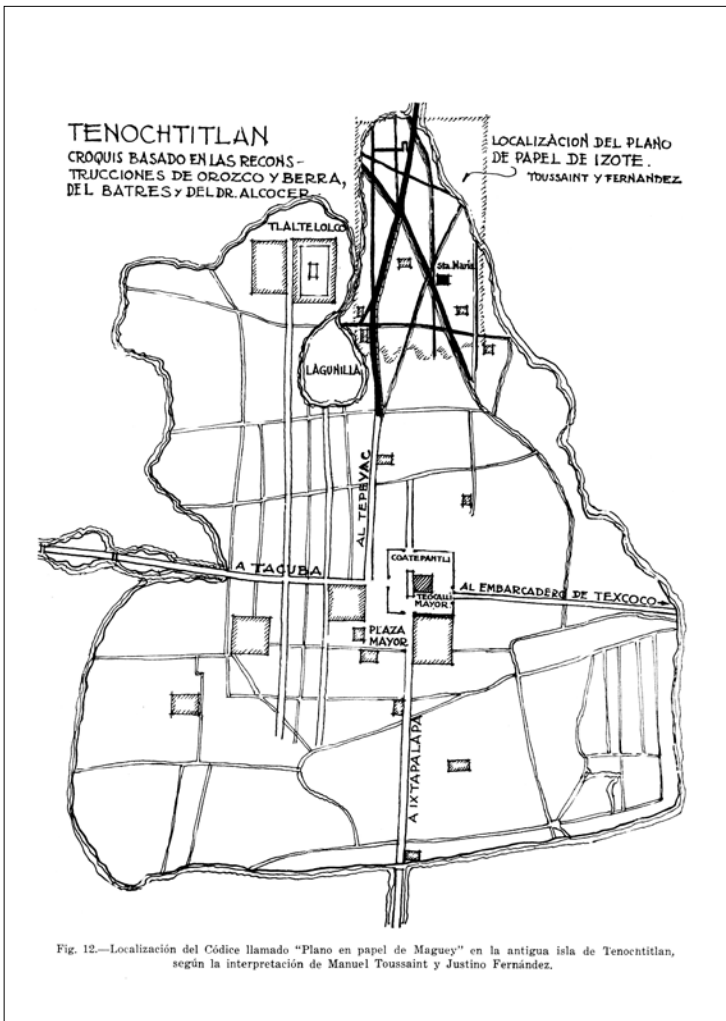 TENOCHTITLAN
CROQUIS BASADO EN LAS RECONS-
TRUCCIONES DE OROZCO Y BERRA,
DEL BATRES Y DEL DR. ALCOCER
LOCALIZACION DEL PLANO
DE PAPEL DE IZOTE.
TOUSSAINT Y FERNANDEZ
TLALTELOLCO
Sta. Maria
LAGUNILLA
AL TEPEYAC
COATEPANTLI
A TACUBA
TEOCALLI
MAYOR
AL EMBARCADERO DE TEXCOCO
PLAZA
MAYOR
A IXTAPALAPA
Fig. 12.—Localización del Códice llamado “Plano en papel de Maguey” en la antigua isla de Tenochtitlan,
según la interpretación de Manuel Toussaint y Justino Fernández.